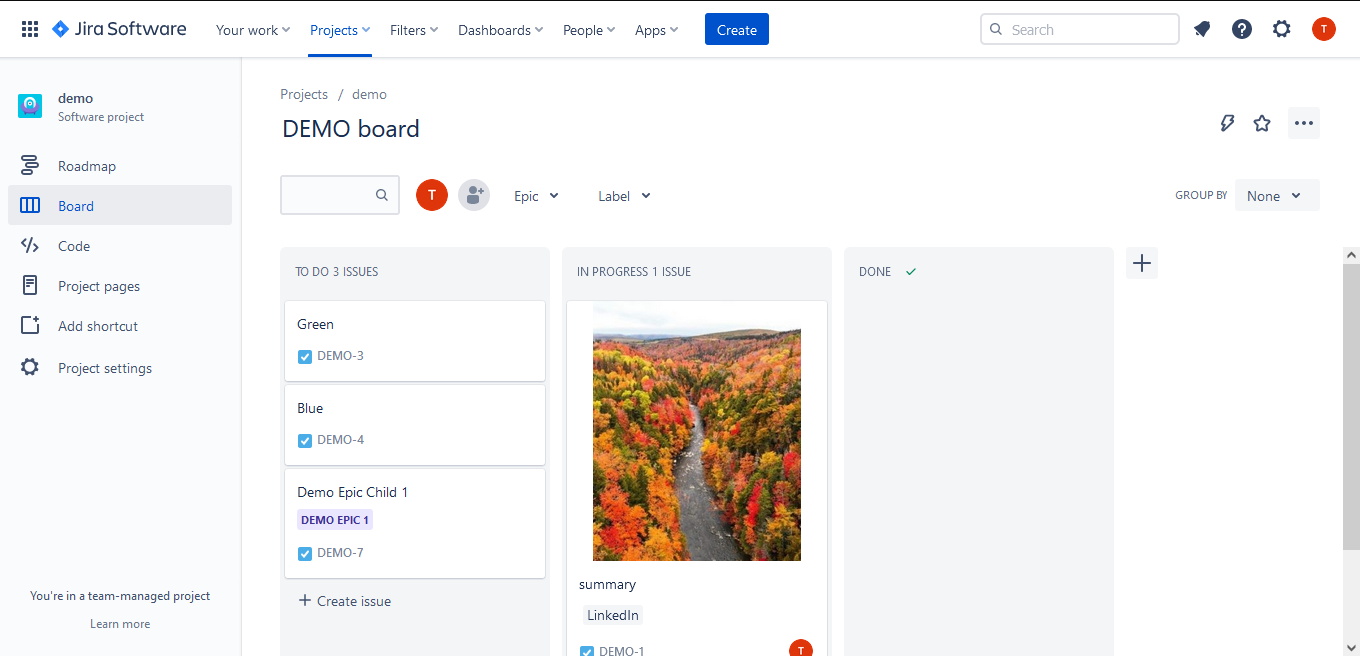 Jira Software
Your work
Projects
Filters
Dashboards
People
Apps
Create
Search
T
demo
Software project
Roadmap
Board
Code
Project pages
Add shortcut
Project settings
You're in a team-managed project
Learn more
Projects / demo
DEMO board
T
Epic
Label
GROUP BY
None
TO DO 3 ISSUES
Green
DEMO-3
Blue
DEMO-4
Demo Epic Child 1
DEMO EPIC 1
DEMO-7
+ Create issue
IN PROGRESS 1 ISSUE
summary
LinkedIn
DEMO-1
T
DONE